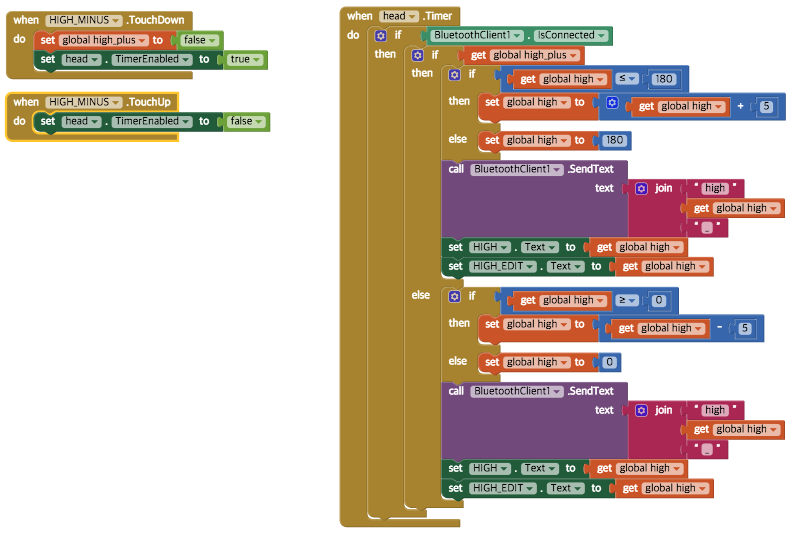 when HIGH_MINUS .TouchDown
do set global high_plus to false
set head . TimerEnabled to true
when HIGH_MINUS .TouchUp
do set head . TimerEnabled to false
when head .Timer
do if BluetoothClient1 . IsConnected
then if get global high_plus
then if get global high ≤ 180
then set global high to get global high + 5
else set global high to 180
call BluetoothClient1 .SendText
text join " high "
get global high
" _ "
set HIGH . Text to get global high
set HIGH_EDIT . Text to get global high
else if get global high ≥ 0
then set global high to get global high - 5
else set global high to 0
call BluetoothClient1 .SendText
text join " high "
get global high
" _ "
set HIGH . Text to get global high
set HIGH_EDIT . Text to get global high